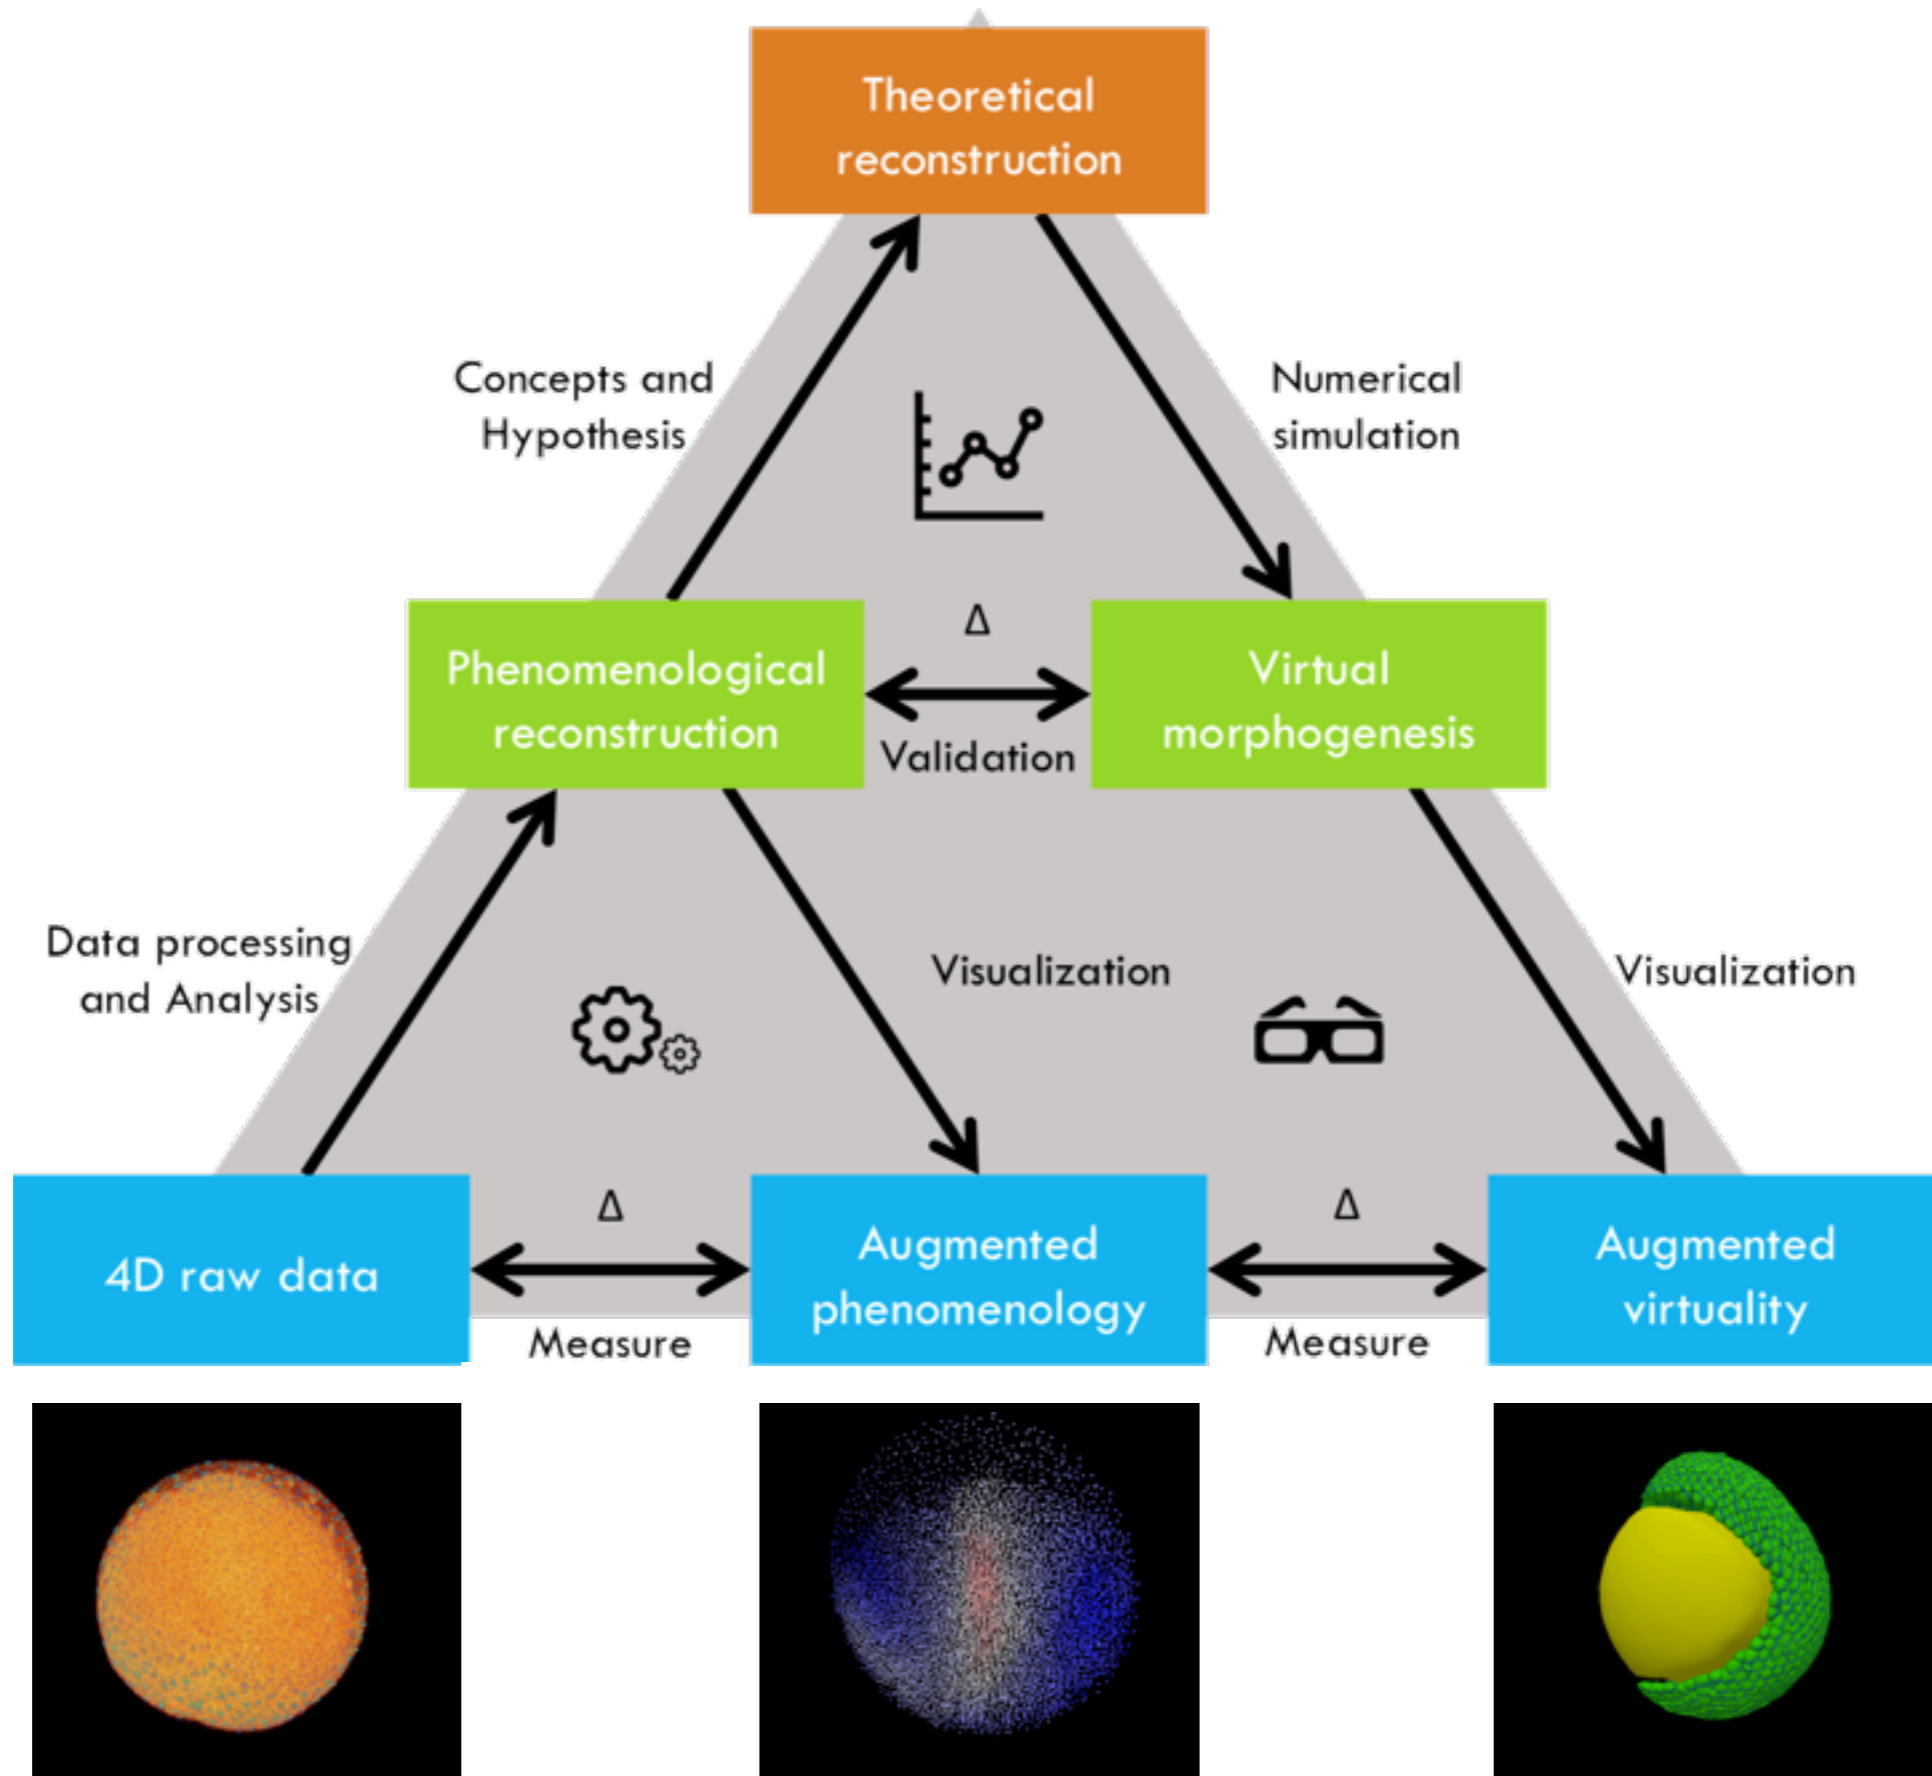 Theoretical
reconstruction
Concepts and
Hypothesis
Numerical
simulation
Δ
Phenomenological
reconstruction
Validation
Virtual
morphogenesis
Data processing
and Analysis
Visualization
Visualization
4D raw data
Δ
Measure
Augmented
phenomenology
Δ
Measure
Augmented
virtuality